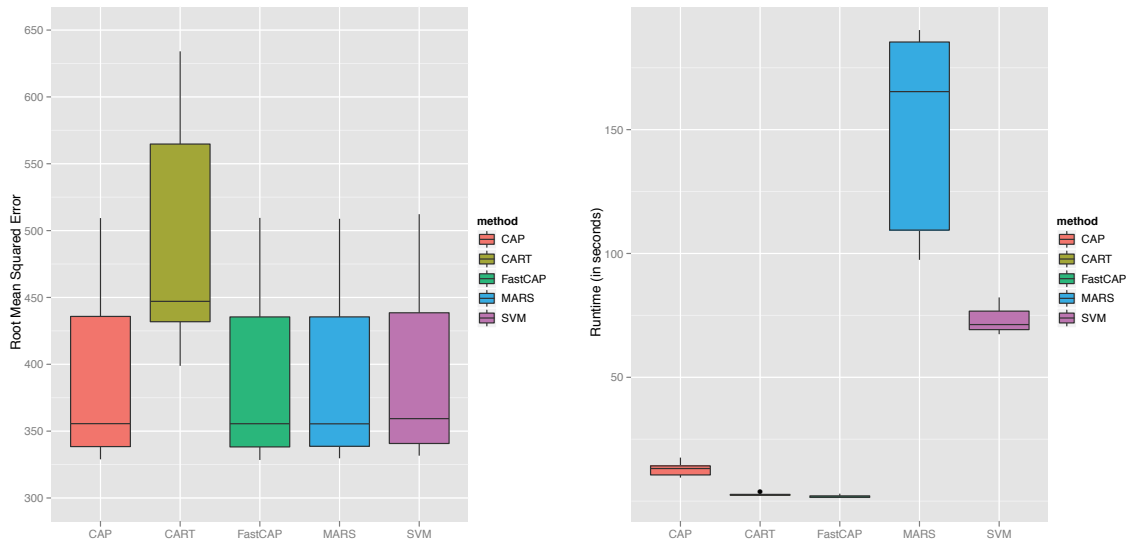 650
600
550
500
450
400
350
300
Root Mean Squared Error
CAP
CART
FastCAP
MARS
SVM
method
CAP
CART
FastCAP
MARS
SVM
150
100
50
Runtime (in seconds)
CAP
CART
FastCAP
MARS
SVM
method
CAP
CART
FastCAP
MARS
SVM